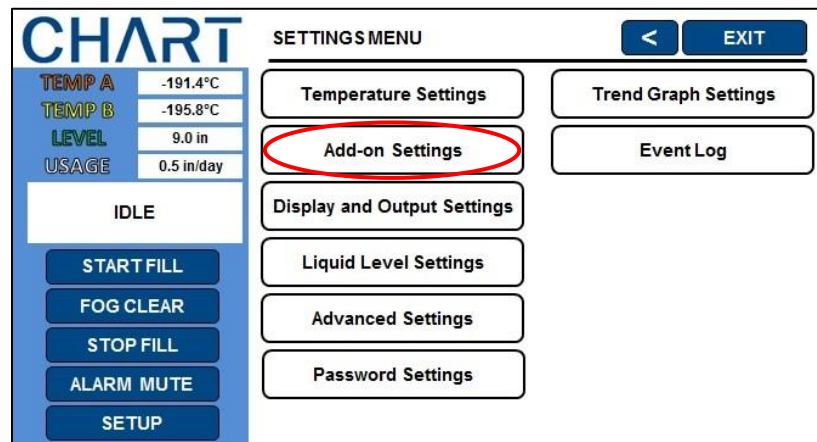 CHART
SETTINGS MENU
<
EXIT
TEMP A
-191.4°C
TEMP B
-195.8°C
LEVEL
9.0 in
USAGE
0.5 in/day
IDLE
START FILL
FOG CLEAR
STOP FILL
ALARM MUTE
SETUP
Temperature Settings
Add-on Settings
Display and Output Settings
Liquid Level Settings
Advanced Settings
Password Settings
Trend Graph Settings
Event Log